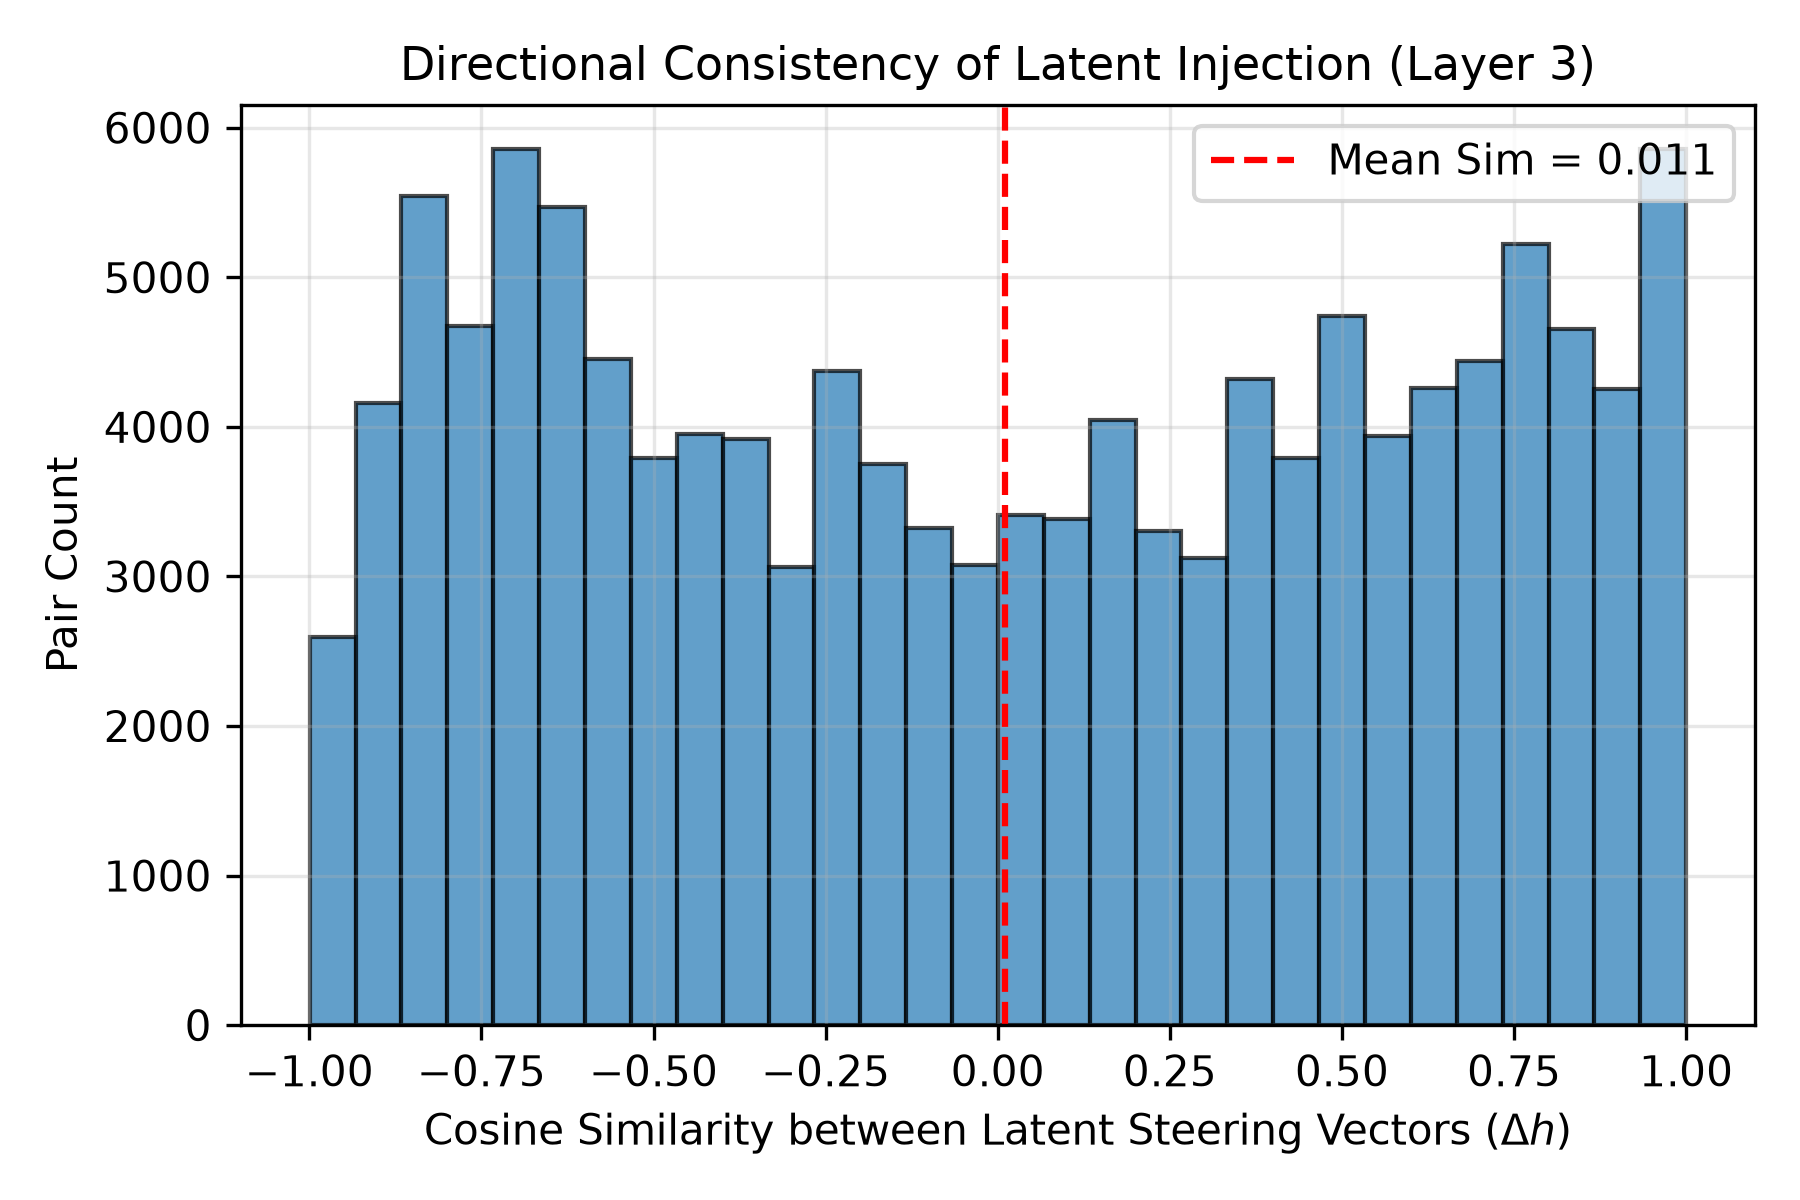 Directional Consistency of Latent Injection (Layer 3)
Mean Sim = 0.011
Pair Count
6000
5000
4000
3000
2000
1000
0
−1.00 −0.75 −0.50 −0.25 0.00 0.25 0.50 0.75 1.00
Cosine Similarity between Latent Steering Vectors (Δh)